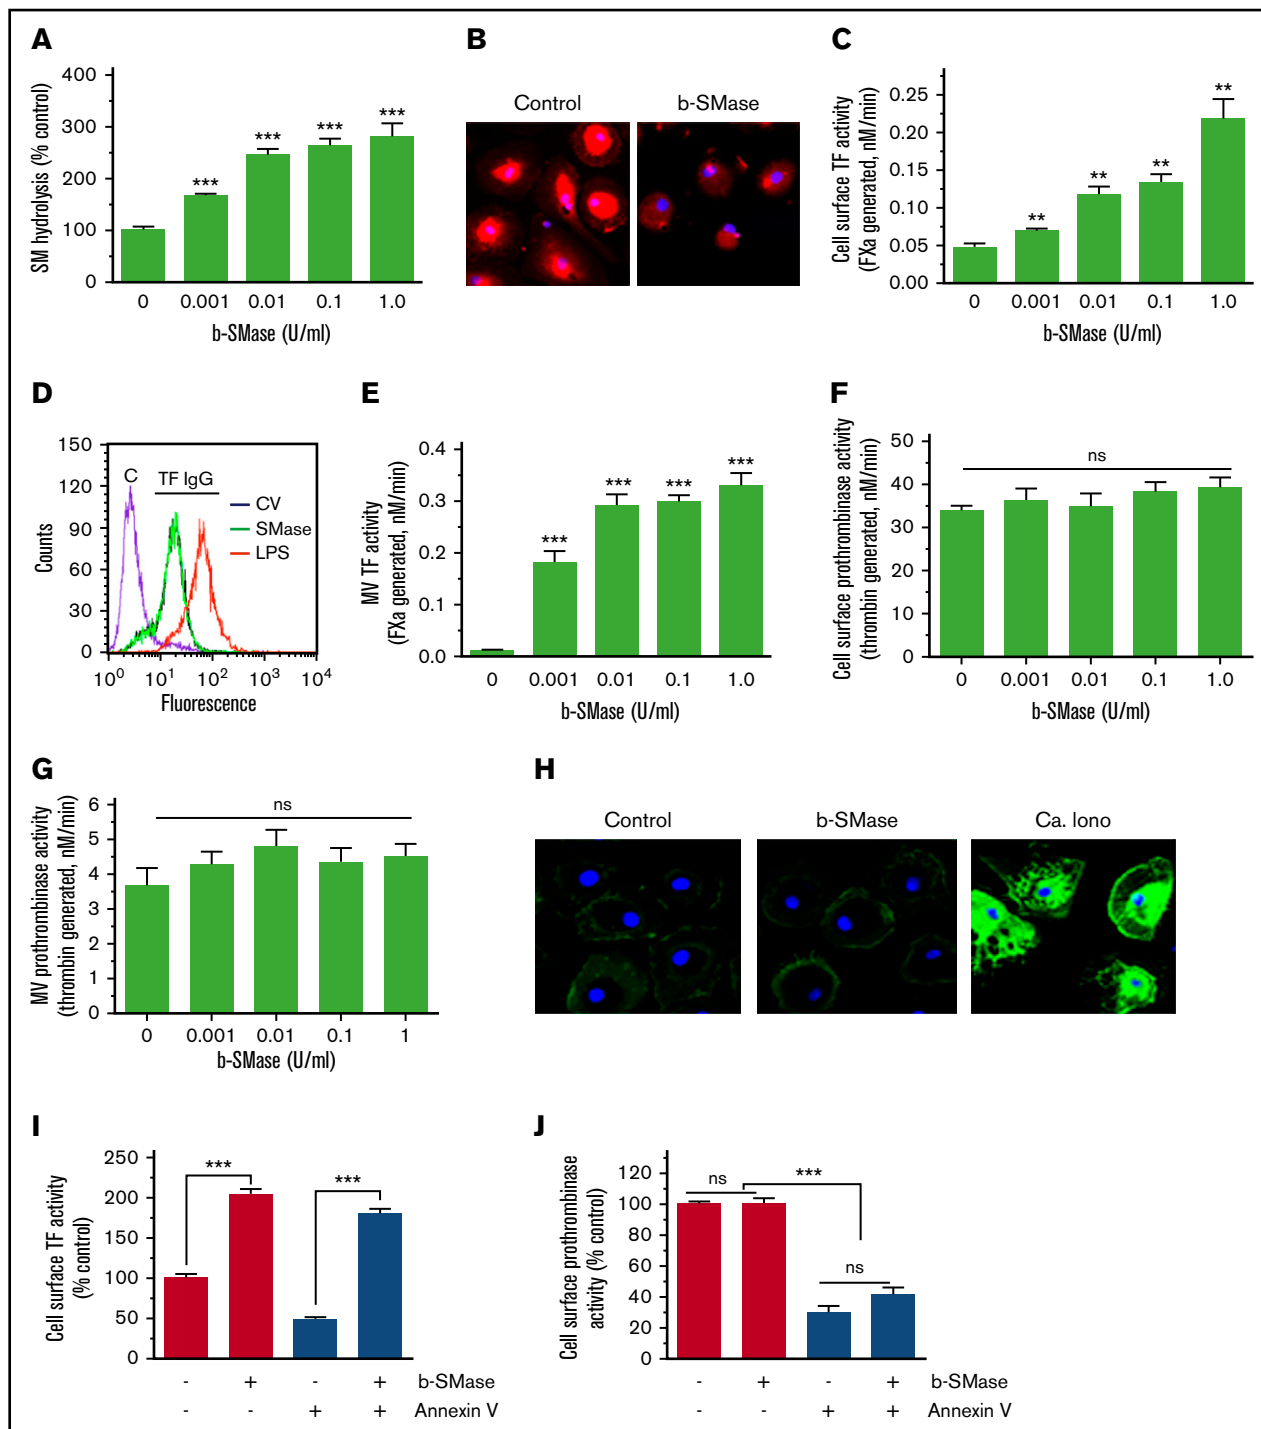 A
SM hydrolysis (% control)
400
300
200
100
0
***
***
***
***
0 0.001 0.01 0.1 1.0
b-SMase (U/ml)
B
Control b-SMase
C
Cell surface TF activity
(FXa generated, nM/min)
0.25
0.20
0.15
0.10
0.05
0.00
**
**
**
**
0 0.001 0.01 0.1 1.0
b-SMase (U/ml)
D
Counts
150
120
90
60
30
0
C TF IgG
CV
SMase
LPS
10^0 10^1 10^2 10^3 10^4
Fluorescence
E
MV TF activity
(FXa generated, nM/min)
0.4
0.3
0.2
0.1
0.0
***
***
***
***
0 0.001 0.01 0.1 1.0
b-SMase (U/ml)
F
Cell surface prothrombinase activity
(thrombin generated, nM/min)
50
40
30
20
10
0
ns
0 0.001 0.01 0.1 1.0
b-SMase (U/ml)
G
MV prothrombinase activity
(thrombin generated, nM/min)
6
5
4
3
2
1
0
ns
0 0.001 0.01 0.1 1
b-SMase (U/ml)
H
Control b-SMase Ca. Iono
I
Cell surface TF activity
(% control)
250
200
150
100
50
0
***
***
- + - + b-SMase
- - + + Annexin V
J
Cell surface prothrombinase
activity (% control)
120
100
80
60
40
20
0
ns
***
ns
- + - + b-SMase
- - + + Annexin V